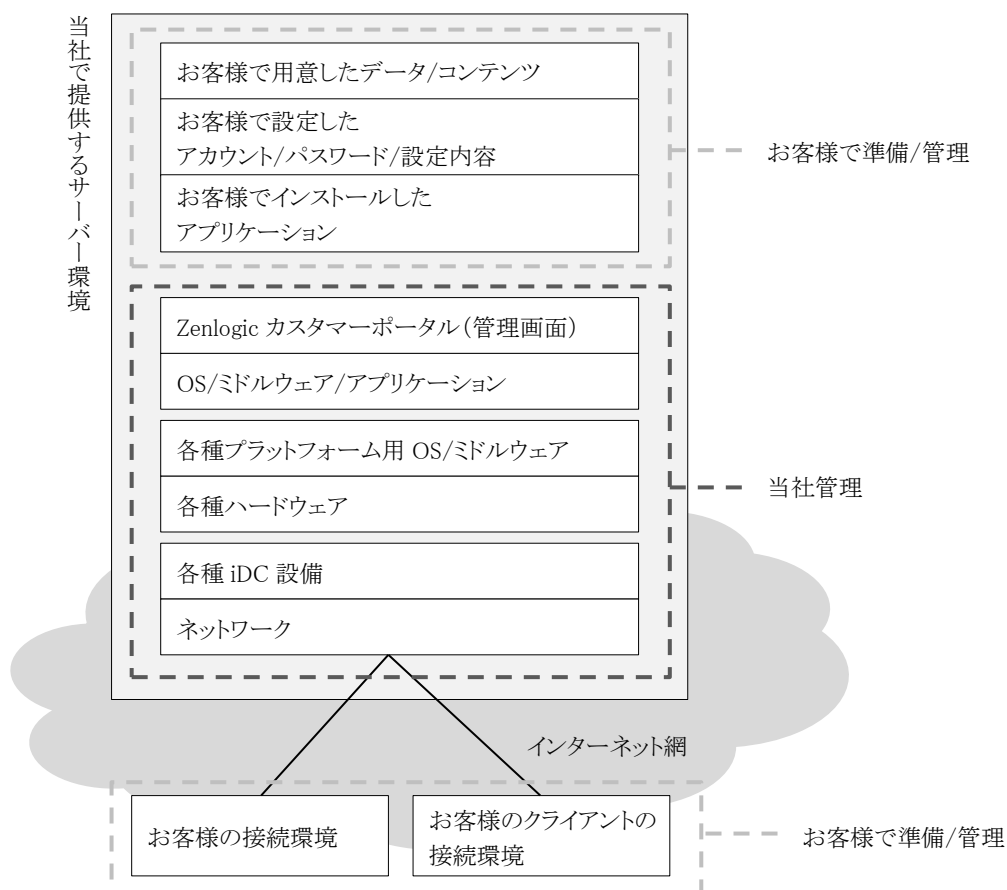 当社で提供するサーバー環境
お客様で用意したデータ/コンテンツ
お客様で設定した
アカウント/パスワード/設定内容
お客様でインストールした
アプリケーション
お客様で準備/管理
Zenlogic カスタマーポータル（管理画面）
OS/ミドルウェア/アプリケーション
各種プラットフォーム用 OS/ミドルウェア
各種ハードウェア
当社管理
各種 iDC 設備
ネットワーク
インターネット網
お客様の接続環境
お客様のクライアントの
接続環境
お客様で準備/管理